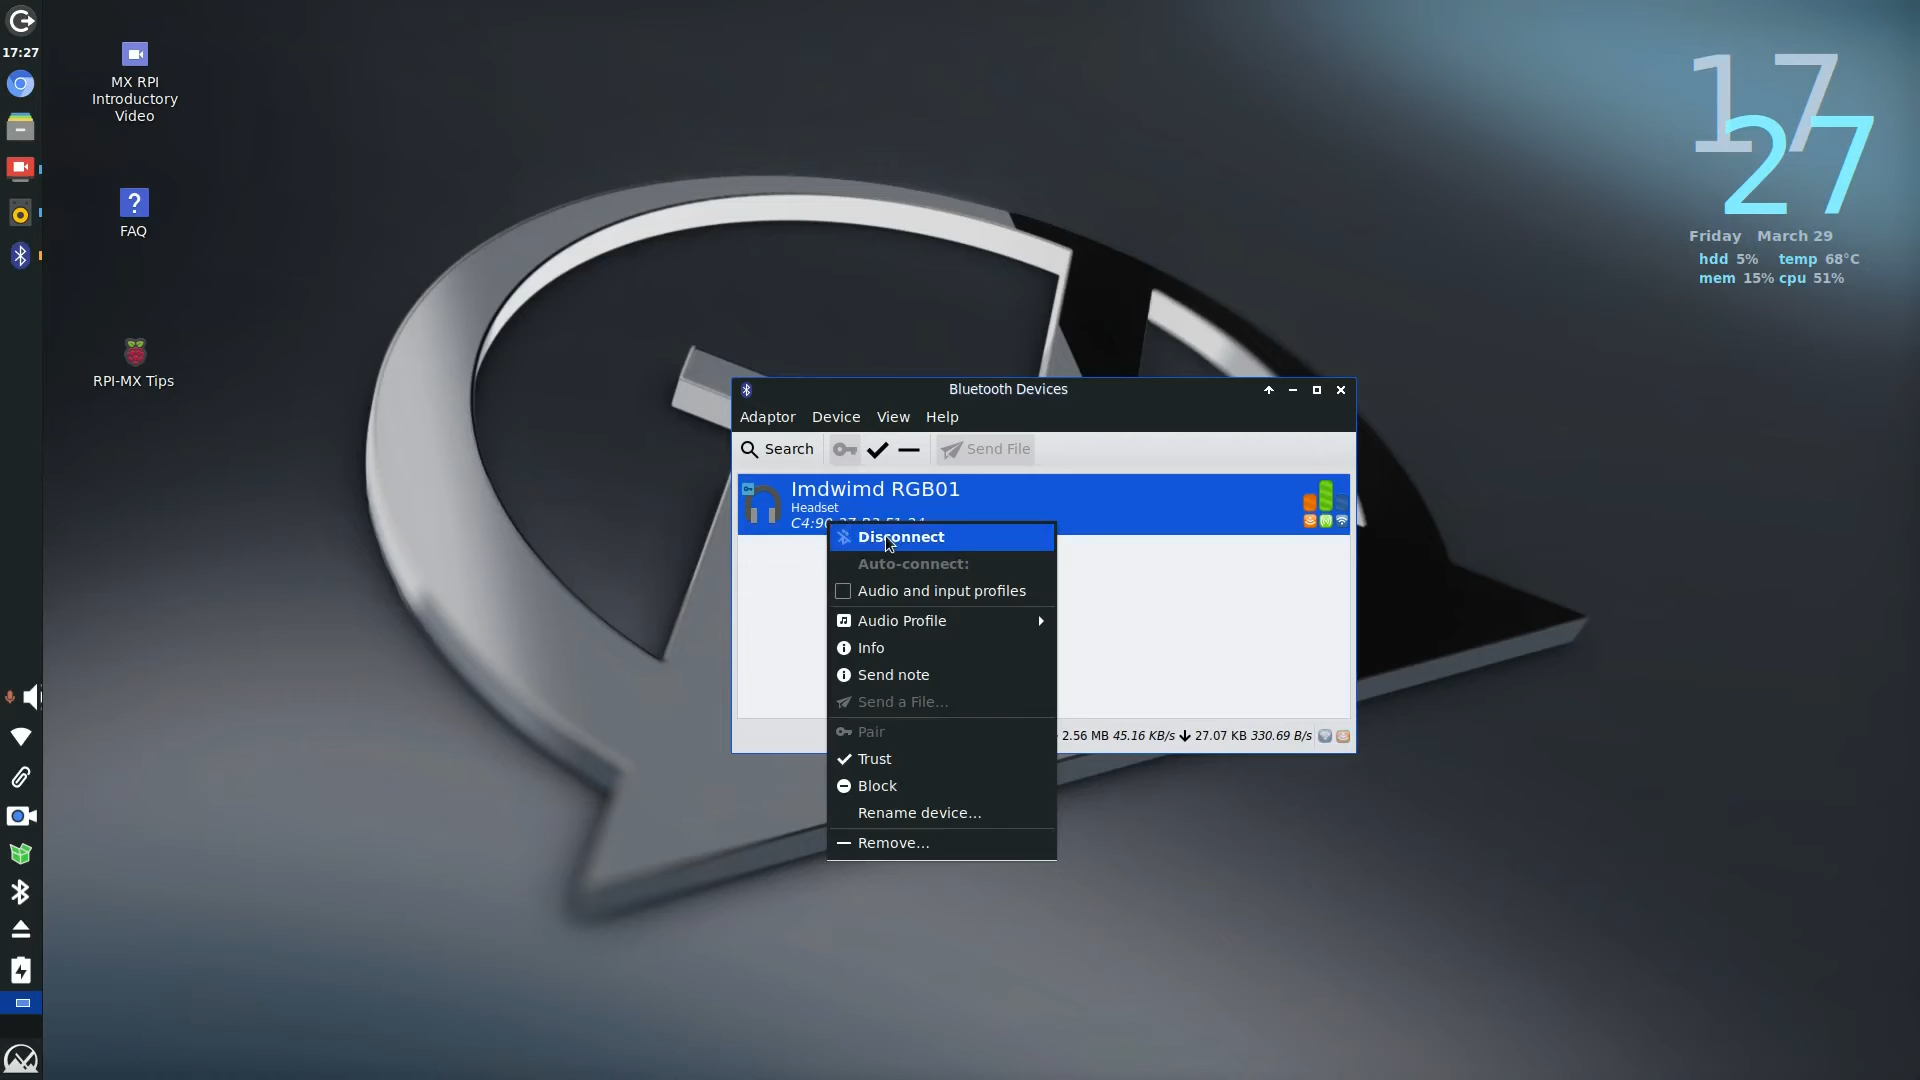 17:27
MX RPI
Introductory
Video
FAQ
RPI-MX Tips
17
27
Friday March 29
hdd 5% temp 68°C
mem 15% cpu 51%
Bluetooth Devices
Adaptor Device View Help
Search Send File
Imdwimd RGB01
Headset
Disconnect
Auto-connect:
Audio and input profiles
Audio Profile
Info
Send note
Send a File...
Pair
Trust
Block
Rename device...
Remove...
2.56 MB 45.16 KB/s 27.07 KB 330.69 B/s